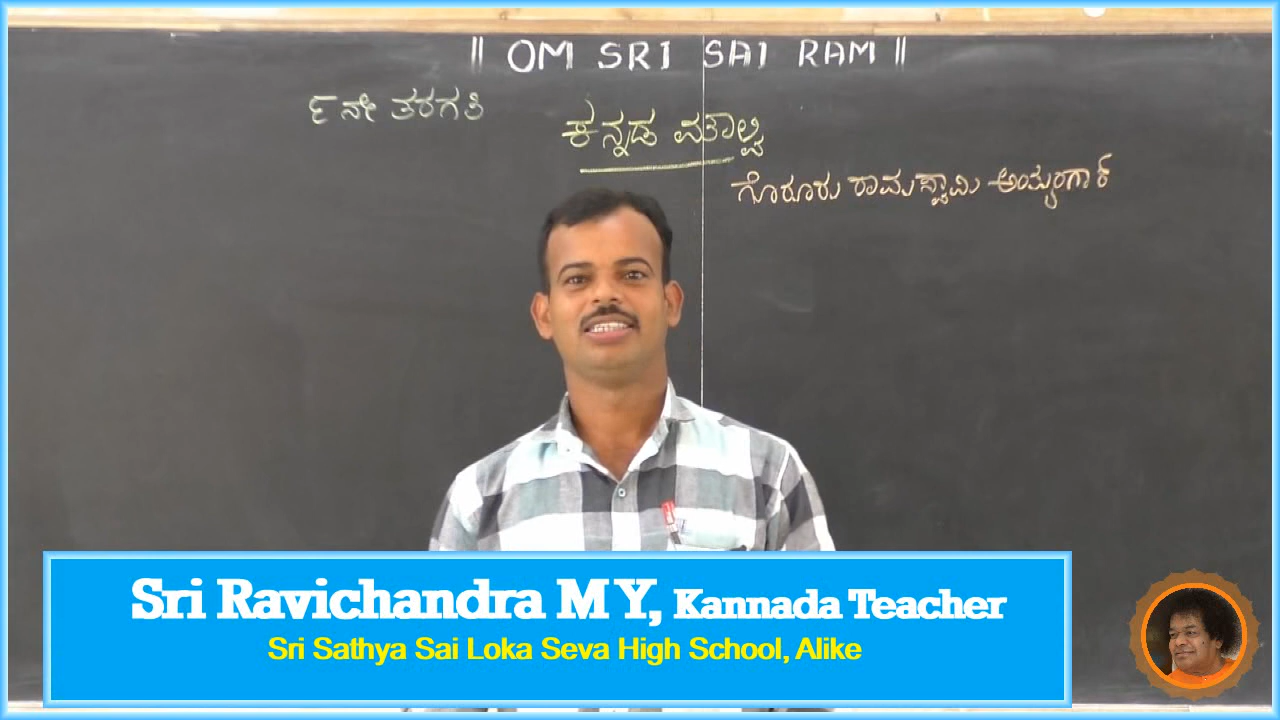 ॥ OM SRI SAI RAM ॥
೯ನೇ ತರಗತಿ
ಕನ್ನಡ ಮೌಲ್ವಿ
ಗೊರೂರು ರಾಮಸ್ವಾಮಿ ಅಯ್ಯಂಗಾರ್
Sri Ravichandra M Y, Kannada Teacher
Sri Sathya Sai Loka Seva High School, Alike